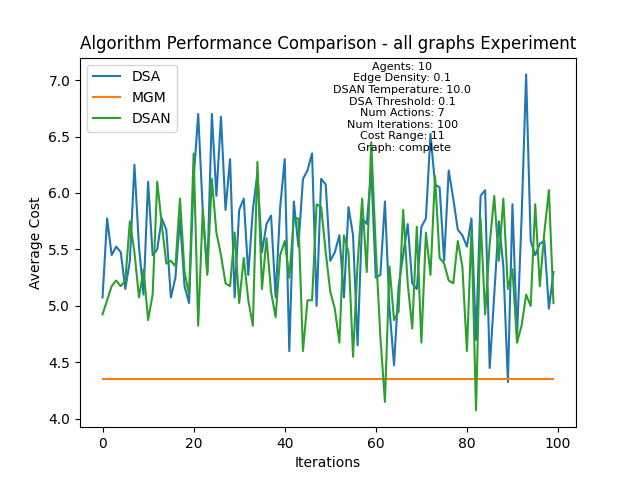 Algorithm Performance Comparison - all graphs Experiment
DSA
MGM
DSAN
Agents: 10
Edge Density: 0.1
DSAN Temperature: 10.0
DSA Threshold: 0.1
Num Actions: 7
Num Iterations: 100
Cost Range: 11
Graph: complete
Average Cost
7.0
6.5
6.0
5.5
5.0
4.5
4.0
0 20 40 60 80 100
Iterations